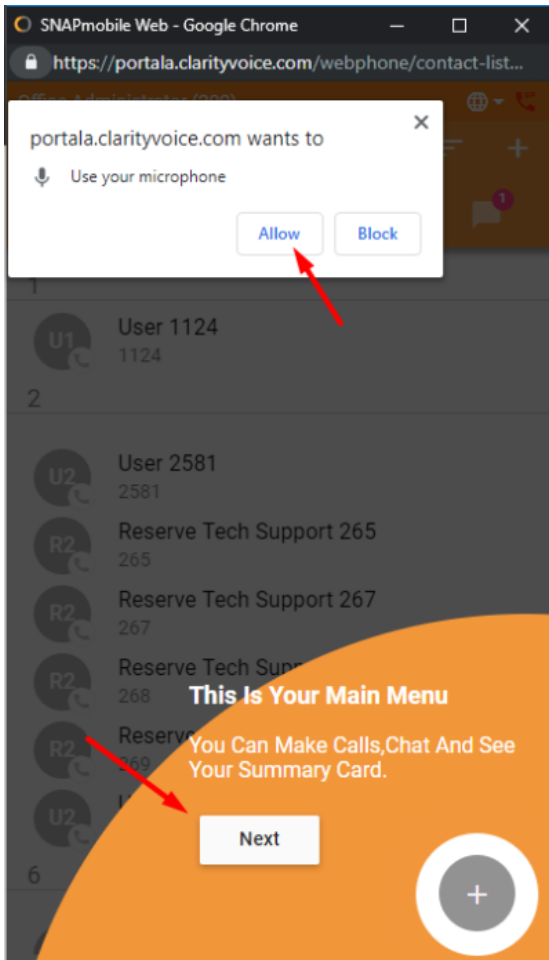 SNAPmobile Web - Google Chrome
https://portala.clarityvoice.com/webphone/contact-list...
Office Administrator
portala.clarityvoice.com wants to
Use your microphone
Allow Block
1
1
U1 User 1124
1124
2
U2 User 2581
2581
R2 Reserve Tech Support 265
265
R2 Reserve Tech Support 267
267
R2 Reserve Tech
268
This Is Your Main Menu
R2
269
You Can Make Calls,Chat And See
Your Summary Card.
U2
Next
6